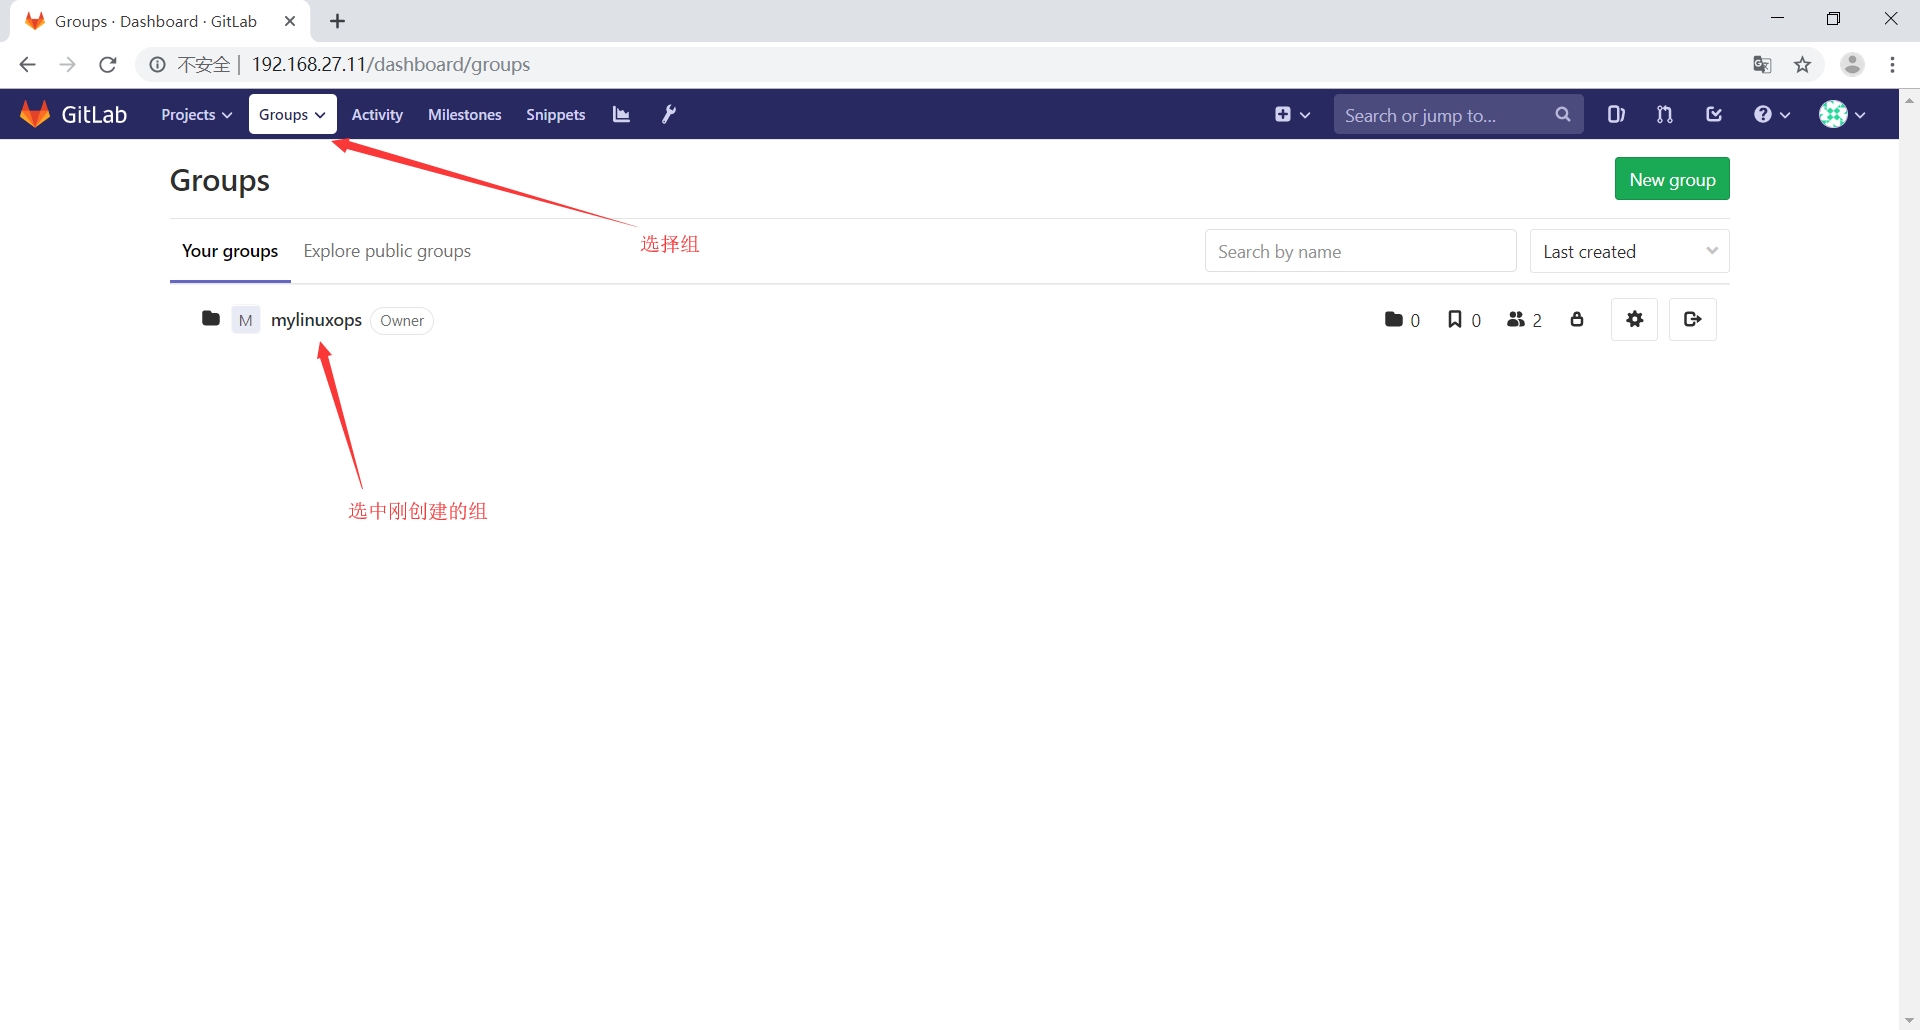 Groups · Dashboard · GitLab
不安全 | 192.168.27.11/dashboard/groups
GitLab Projects Groups Activity Milestones Snippets Search or jump to...
Groups New group
选择组
Your groups Explore public groups Search by name Last created
M mylinuxops Owner 0 0 2
选中刚创建的组